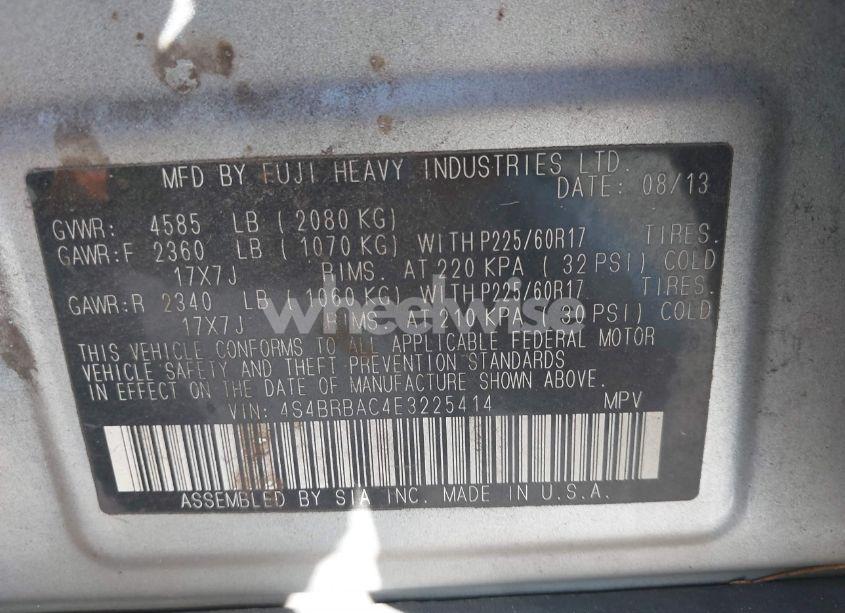 MFD BY FUJI HEAVY INDUSTRIES LTD.
DATE: 08/13
GVWR: 4585 LB ( 2080 KG)
GAWR:F 2360 LB ( 1070 KG) WITH P225/60R17 TIRES.
17X7J RIMS. AT 220 KPA ( 32 PSI) COLD
GAWR:R 2340 LB ( 1060 KG) WITH P225/60R17 TIRES.
17X7J RIMS AT 210 KPA ( 30 PSI) COLD
THIS VEHICLE CONFORMS TO ALL APPLICABLE FEDERAL MOTOR
VEHICLE SAFETY AND THEFT PREVENTION STANDARDS
IN EFFECT ON THE DATE OF MANUFACTURE SHOWN ABOVE.
VIN: 4S4BRBAC4E3225414 MPV
ASSEMBLED BY SIA INC. MADE IN U.S.A.
wheelwise